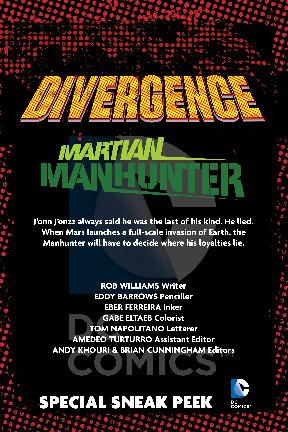 DIVERGENCE
MARTIAN
MANHUNTER
J'onn J'onzz always said he was the last of his kind. He lied.
When Mars launches a full-scale invasion of Earth, the
Manhunter will have to decide where his loyalties lie.
ROB WILLIAMS Writer
EDDY BARROWS Penciller
EBER FERREIRA Inker
GABE ELTAEB Colorist
TOM NAPOLITANO Letterer
AMEDEO TURTURRO Assistant Editor
ANDY KHOURI & BRIAN CUNNINGHAM Editors
DC
COMICS™
SPECIAL SNEAK PEEK
DC
COMICS™